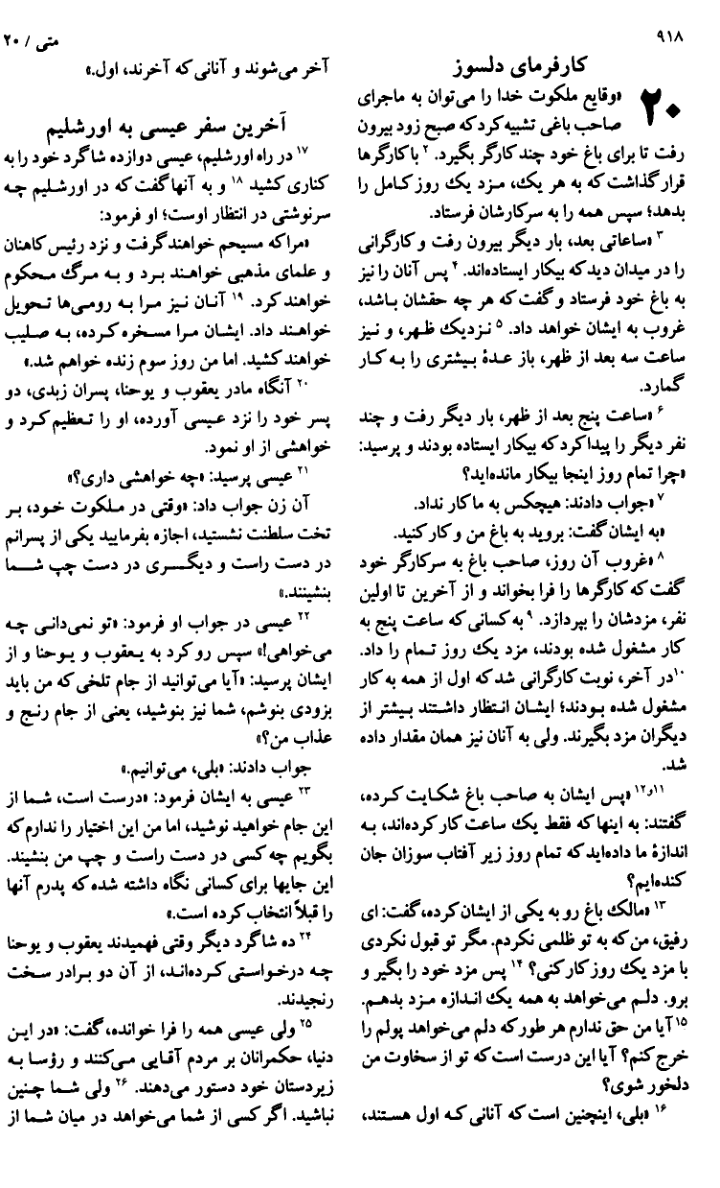 ۹۱۸
متی / ۲۰
کارفرمای دلسوز
۲۰ «وقایع ملکوت خدا را می‌توان به ماجرای
صاحب باغی تشبیه کرد که صبح زود بیرون
رفت تا برای باغ خود چند کارگر بگیرد. ۲ با کارگرها
قرار گذاشت که به هر یک، مزد یک روز کامل را
بدهد؛ سپس همه را به سر کارشان فرستاد.
۳ «ساعاتی بعد، بار دیگر بیرون رفت و کارگرانی
را در میدان دید که بیکار ایستاده‌اند. ۴ پس آنان را نیز
به باغ خود فرستاد و گفت که هر چه حقشان باشد،
غروب به ایشان خواهد داد. ۵ نزدیک ظهر، و نیز
ساعت سه بعد از ظهر، باز عدهٔ بیشتری را به کار
گمارد.
۶ «ساعت پنج بعد از ظهر، بار دیگر رفت و چند
نفر دیگر را پیدا کرد که بیکار ایستاده بودند و پرسید:
«چرا تمام روز اینجا بیکار مانده‌اید؟
۷ «جواب دادند: هیچکس به ما کار نداد.
«به ایشان گفت: بروید به باغ من و کار کنید.
۸ «غروب آن روز، صاحب باغ به سرکارگر خود
گفت که کارگرها را فرا بخواند و از آخرین تا اولین
نفر، مزدشان را بپردازد. ۹ به کسانی که ساعت پنج به
کار مشغول شده بودند، مزد یک روز تمام را داد.
۱۰ در آخر، نوبت کارگرانی شد که اول از همه به کار
مشغول شده بودند؛ ایشان انتظار داشتند بیشتر از
دیگران مزد بگیرند. ولی به آنان نیز همان مقدار داده
شد.
۱۱و۱۲ «پس ایشان به صاحب باغ شکایت کرده،
گفتند: به اینها که فقط یک ساعت کار کرده‌اند، به
اندازهٔ ما داده‌اید که تمام روز زیر آفتاب سوزان جان
کنده‌ایم؟
۱۳ «مالک باغ رو به یکی از ایشان کرده، گفت: ای
رفیق، من که به تو ظلمی نکردم. مگر تو قبول نکردی
با مزد یک روز کار کنی؟ ۱۴ پس مزد خود را بگیر و
برو. دلم می‌خواهد به همه یک اندازه مزد بدهم.
۱۵ آیا من حق ندارم هر طور که دلم می‌خواهد پولم را
خرج کنم؟ آیا این درست است که تو از سخاوت من
دلخور شوی؟
۱۶ «بلی، اینچنین است که آنانی که اول هستند،
آخر می‌شوند و آنانی که آخرند، اول.»
آخرین سفر عیسی به اورشلیم
۱۷ در راه اورشلیم، عیسی دوازده شاگرد خود را به
کناری کشید ۱۸ و به آنها گفت که در اورشلیم چه
سرنوشتی در انتظار اوست؛ او فرمود:
«مرا که مسیحم خواهند گرفت و نزد رئیس کاهنان
و علمای مذهبی خواهند برد و به مرگ محکوم
خواهند کرد. ۱۹ آنان نیز مرا به رومی‌ها تحویل
خواهند داد. ایشان مرا مسخره کرده، به صلیب
خواهند کشید. اما من روز سوم زنده خواهم شد.»
۲۰ آنگاه مادر یعقوب و یوحنا، پسران زبدی، دو
پسر خود را نزد عیسی آورده، او را تعظیم کرد و
خواهشی از او نمود.
۲۱ عیسی پرسید: «چه خواهشی داری؟»
آن زن جواب داد: «وقتی در ملکوت خود، بر
تخت سلطنت نشستید، اجازه بفرمایید یکی از پسرانم
در دست راست و دیگری در دست چپ شما
بنشینند.»
۲۲ عیسی در جواب او فرمود: «تو نمی‌دانی چه
می‌خواهی!» سپس رو کرد به یعقوب و یوحنا و از
ایشان پرسید: «آیا می‌توانید از جام تلخی که من باید
بزودی بنوشم، شما نیز بنوشید، یعنی از جام رنج و
عذاب من؟»
جواب دادند: «بلی، می‌توانیم.»
۲۳ عیسی به ایشان فرمود: «درست است، شما از
این جام خواهید نوشید، اما من این اختیار را ندارم که
بگویم چه کسی در دست راست و چپ من بنشیند.
این جایها برای کسانی نگاه داشته شده که پدرم آنها
را قبلاً انتخاب کرده است.»
۲۴ ده شاگرد دیگر وقتی فهمیدند یعقوب و یوحنا
چه درخواستی کرده‌اند، از آن دو برادر سخت
رنجیدند.
۲۵ ولی عیسی همه را فرا خوانده، گفت: «در این
دنیا، حکمرانان بر مردم آقایی می‌کنند و رؤسا به
زیردستان خود دستور می‌دهند. ۲۶ ولی شما چنین
نباشید. اگر کسی از شما می‌خواهد در میان شما از